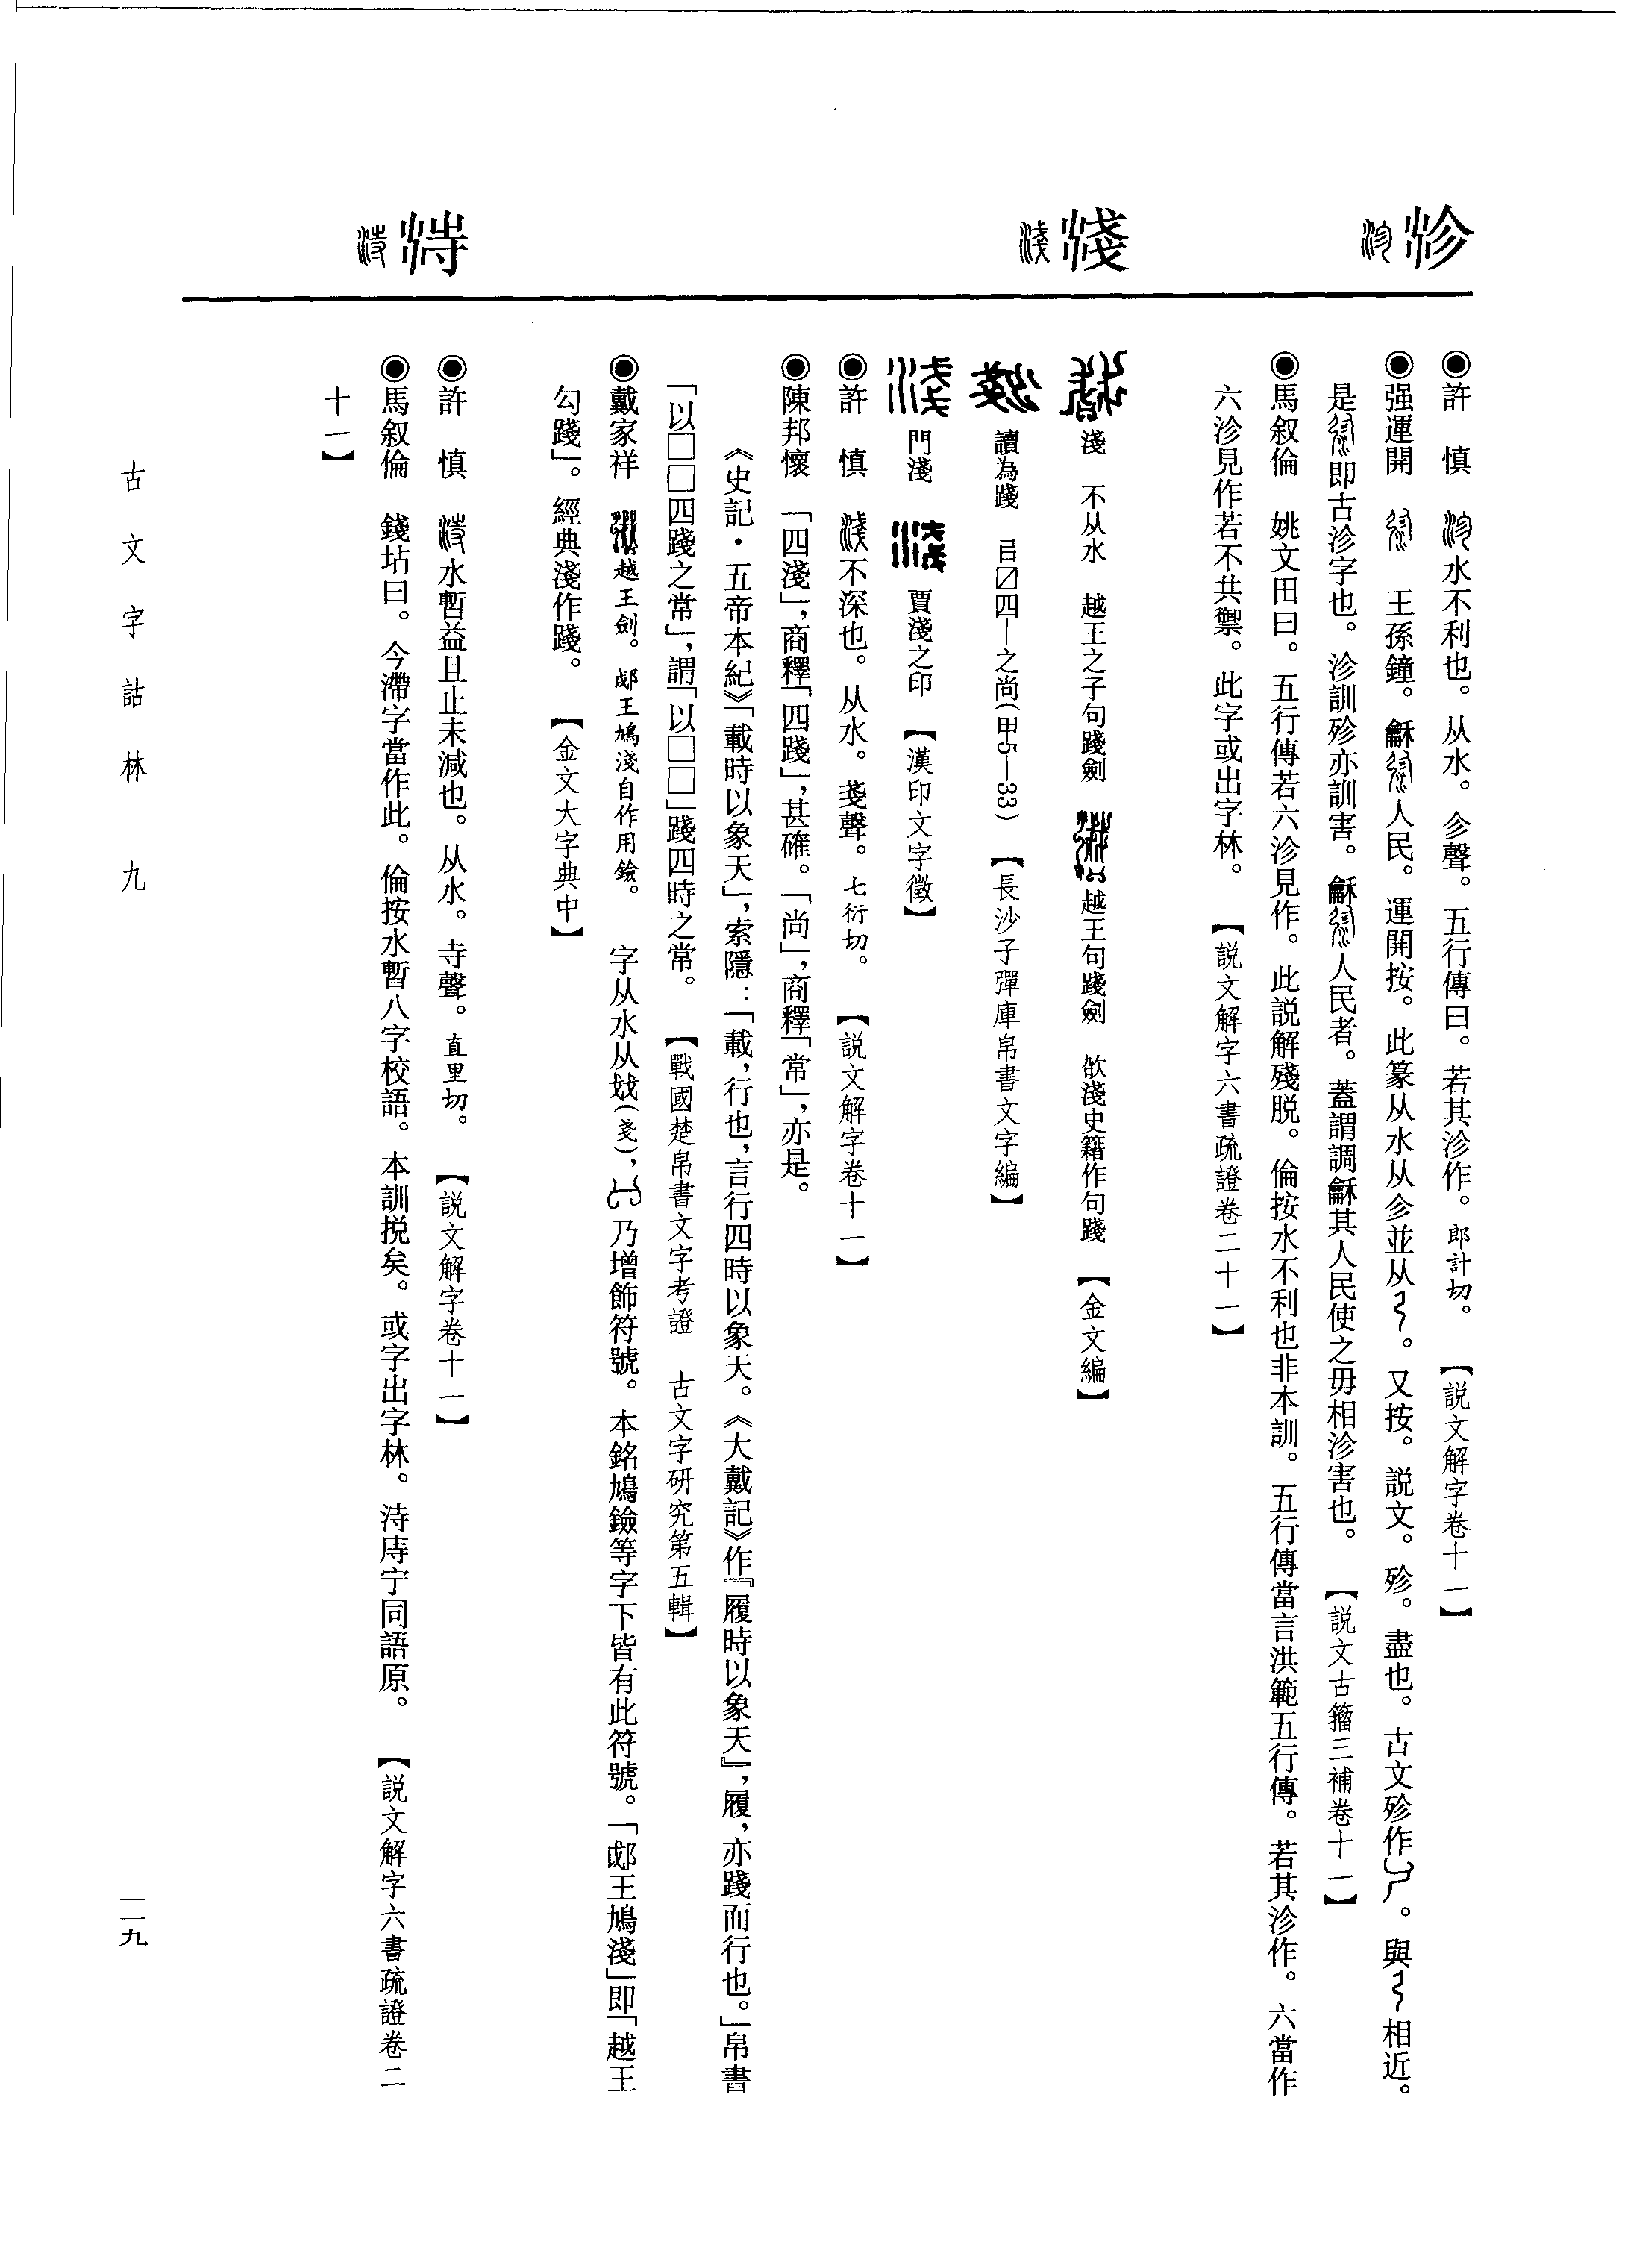 沴
淺
洔
◉許　慎　水不利也。从水。㐱聲。五行傳曰。若其沴作。郎計切。【説文解字卷十一】
◉强運開　王孫鐘。龢人民。運開按。此篆从水从㐱並从。又按。説文。殄。盡也。古文殄作。與相近。
是即古沴字也。沴訓殄亦訓害。龢人民者。蓋謂調龢其人民使之毋相沴害也。【説文古籀三補卷十一】
◉馬叙倫　姚文田曰。五行傳若六沴見作。此説解殘脱。倫按水不利也非本訓。五行傳當言洪範五行傳。若其沴作。六當作
六沴見作若不共禦。此字或出字林。【説文解字六書疏證卷二十一】
淺　不从水　越王之子句踐劍　越王句踐劍　欲淺史籍作句踐　【金文編】
讀為踐　㠯〼四—之尚(甲5—33)【長沙子彈庫帛書文字編】
門淺　賈淺之印　【漢印文字徵】
◉許　慎　不深也。从水。戔聲。七衍切。【説文解字卷十一】
◉陳邦懷　「四淺」，商釋「四踐」，甚確。「尚」，商釋「常」，亦是。
《史記·五帝本紀》「載時以象天」，索隱：「載，行也，言行四時以象天。《大戴記》作『履時以象天』，履，亦踐而行也。」帛書
「以□□四踐之常」，謂「以□□」踐四時之常。【戰國楚帛書文字考證　古文字研究第五輯】
◉戴家祥　越王劍。郕王鳩淺自作用鐱。　字从水从(戔)，乃增飾符號。本銘鳩鐱等字下皆有此符號。「王鳩淺」即「越王
勾踐」。經典淺作踐。【金文大字典中】
◉許　慎　水暫益且止未減也。从水。寺聲。直里切。【説文解字卷十一】
◉馬叙倫　錢坫曰。今滯字當作此。倫按水暫八字校語。本訓挩矣。或字出字林。洔庤宁同語原。【説文解字六書疏證卷二
十一】
古文字詁林　九
一一九